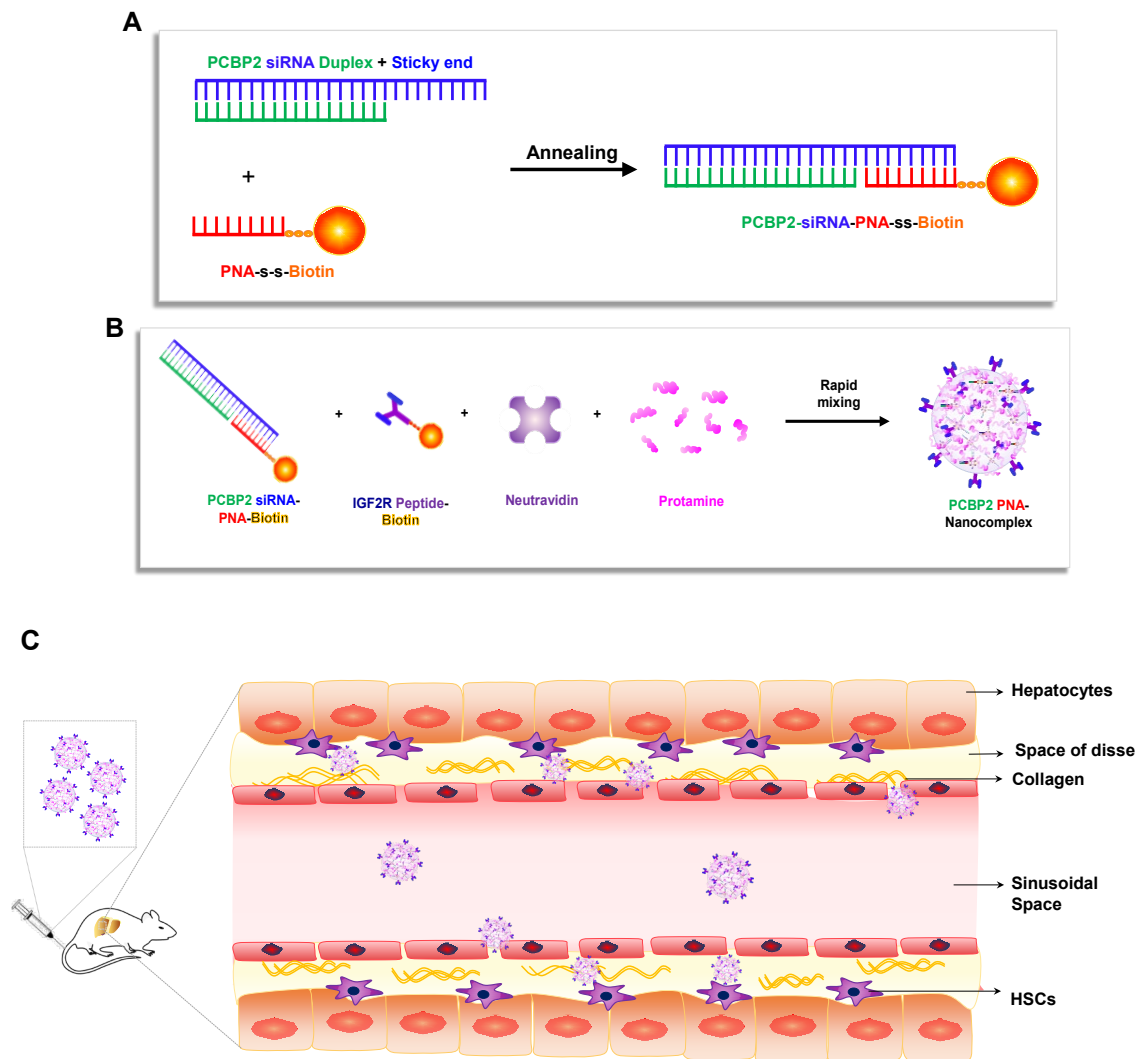 A
PCBP2 siRNA Duplex + Sticky end
+
PNA-s-s-Biotin
Annealing
PCBP2-siRNA-PNA-ss-Biotin
B
+
+
+
Rapid
mixing
PCBP2 siRNA-
PNA-Biotin
IGF2R Peptide-
Biotin
Neutravidin
Protamine
PCBP2 PNA-
Nanocomplex
C
Hepatocytes
Space of disse
Collagen
Sinusoidal
Space
HSCs